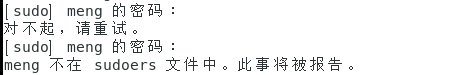 [sudo] meng 的密码：
对不起，请重试。
[sudo] meng 的密码：
meng 不在 sudoers 文件中。此事将被报告。